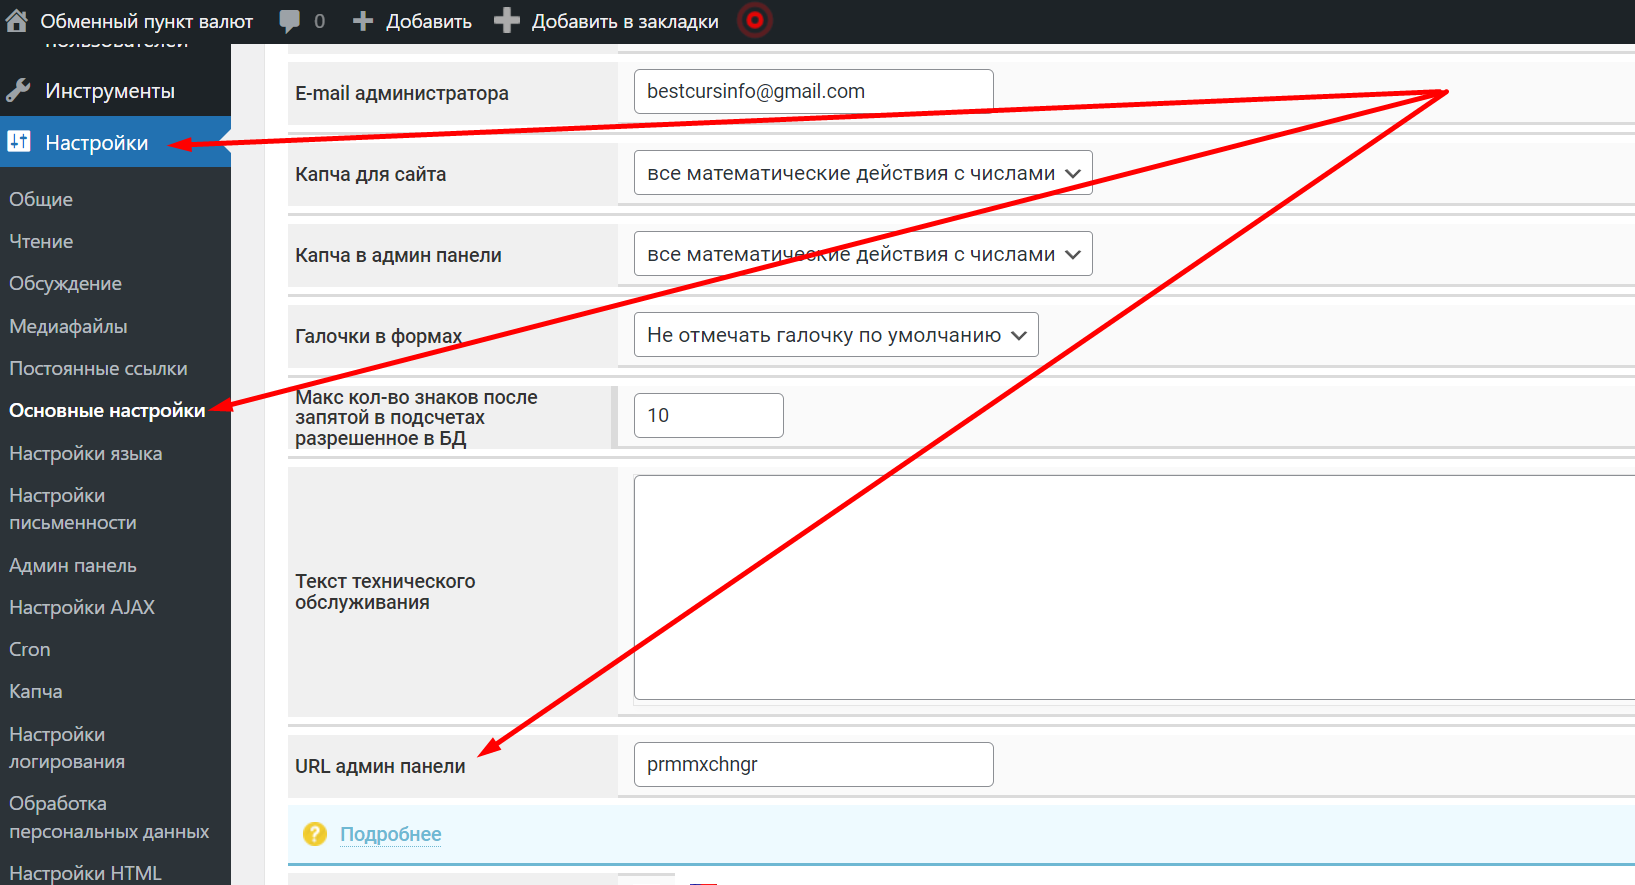 Обменный пункт валют
0
Добавить
Добавить в закладки
пользователей
Инструменты
Настройки
Общие
Чтение
Обсуждение
Медиафайлы
Постоянные ссылки
Основные настройки
Настройки языка
Настройки
письменности
Админ панель
Настройки AJAX
Cron
Капча
Настройки
логирования
Обработка
персональных данных
Настройки HTML
E-mail администратора
bestcursinfo@gmail.com
Капча для сайта
все математические действия с числами
Капча в админ панели
все математические действия с числами
Галочки в формах
Не отмечать галочку по умолчанию
Макс кол-во знаков после
запятой в подсчетах
разрешенное в БД
10
Текст технического
обслуживания
URL админ панели
prmmxchngr
Подробнее